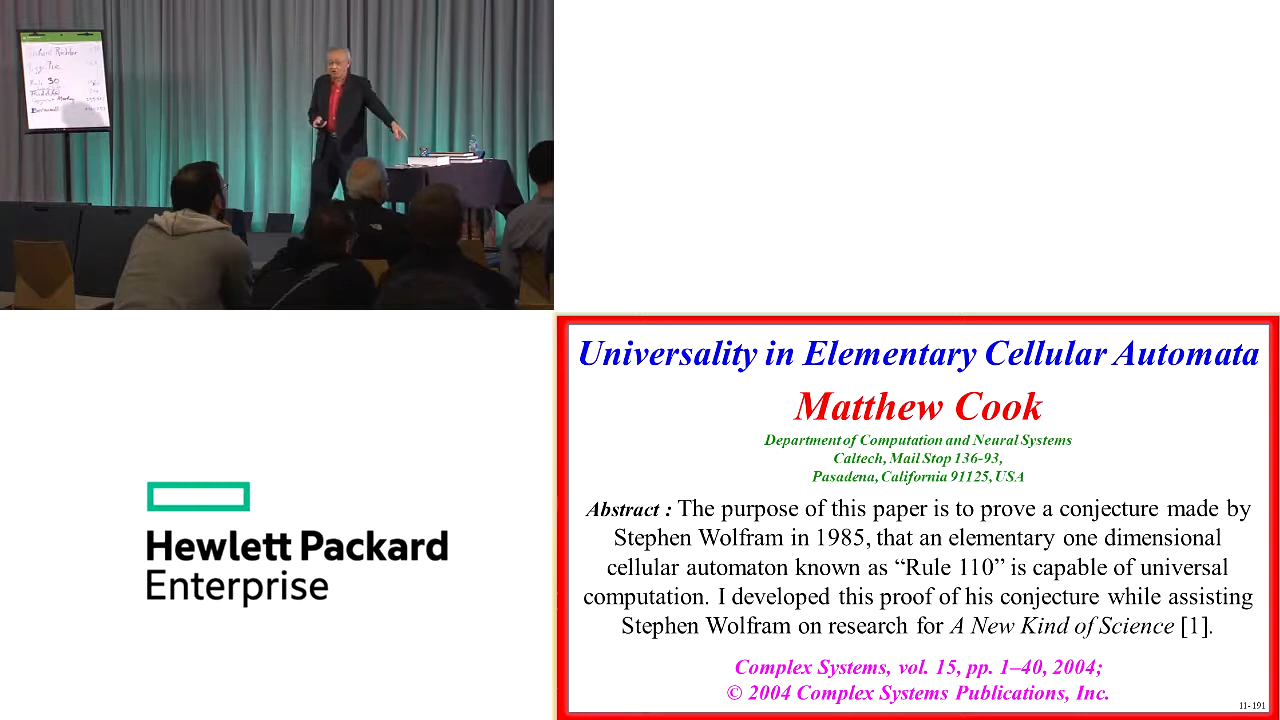 30
Universality in Elementary Cellular Automata
Matthew Cook
Department of Computation and Neural Systems
Caltech, Mail Stop 136-93,
Pasadena, California 91125, USA
Abstract : The purpose of this paper is to prove a conjecture made by
Stephen Wolfram in 1985, that an elementary one dimensional
cellular automaton known as “Rule 110” is capable of universal
computation. I developed this proof of his conjecture while assisting
Stephen Wolfram on research for A New Kind of Science [1].
Complex Systems, vol. 15, pp. 1–40, 2004;
© 2004 Complex Systems Publications, Inc.
11-191
Hewlett Packard
Enterprise